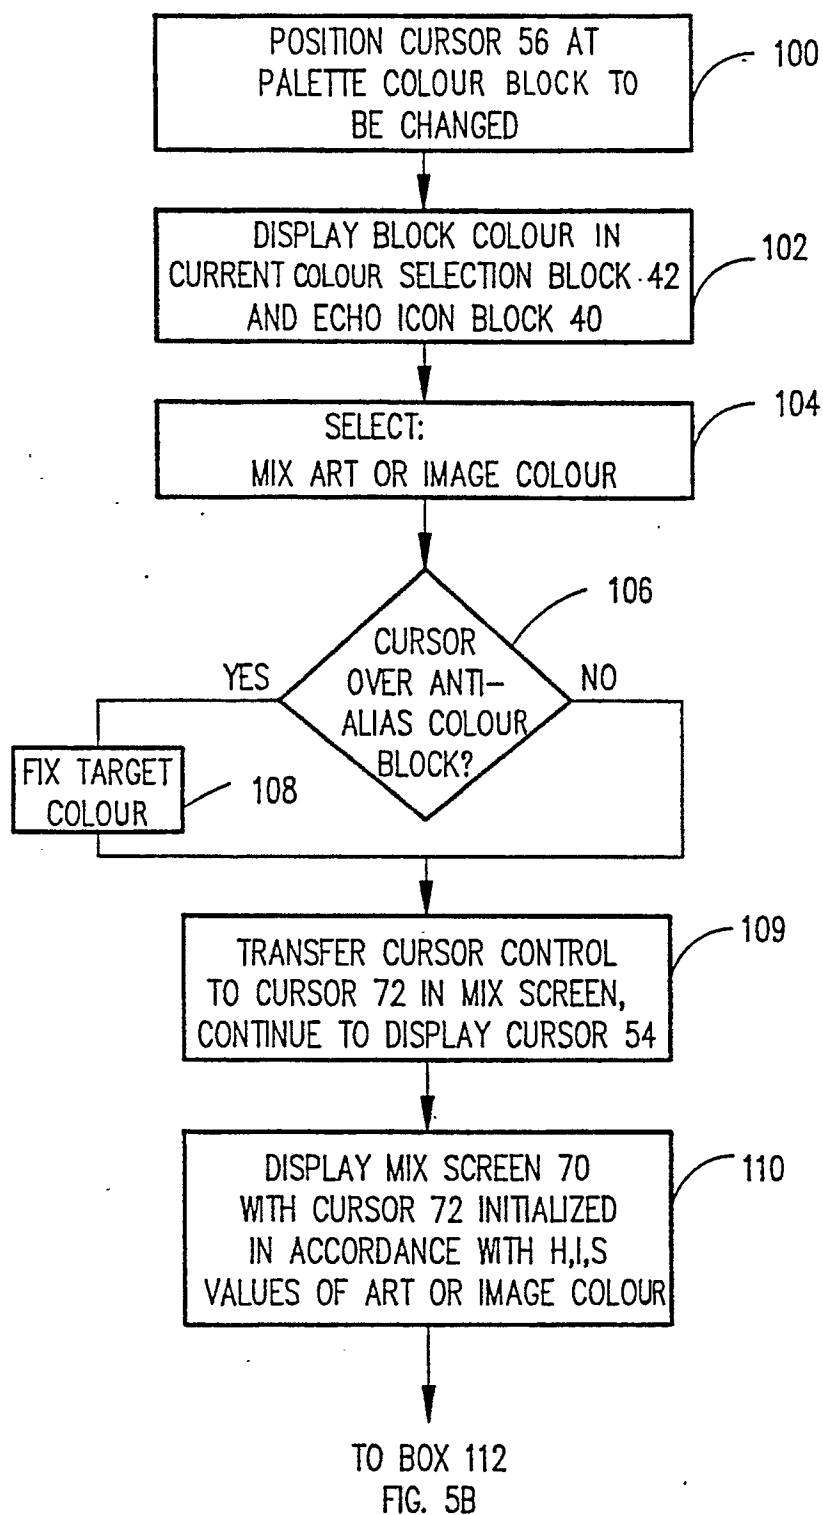 POSITION CURSOR 56 AT
PALETTE COLOUR BLOCK TO
BE CHANGED
100
DISPLAY BLOCK COLOUR IN
CURRENT COLOUR SELECTION BLOCK 42
AND ECHO ICON BLOCK 40
102
SELECT:
MIX ART OR IMAGE COLOUR
104
CURSOR
OVER ANTI-
ALIAS COLOUR
BLOCK?
106
YES
NO
FIX TARGET
COLOUR
108
TRANSFER CURSOR CONTROL
TO CURSOR 72 IN MIX SCREEN,
CONTINUE TO DISPLAY CURSOR 54
109
DISPLAY MIX SCREEN 70
WITH CURSOR 72 INITIALIZED
IN ACCORDANCE WITH H,I,S
VALUES OF ART OR IMAGE COLOUR
110
TO BOX 112
FIG. 5B